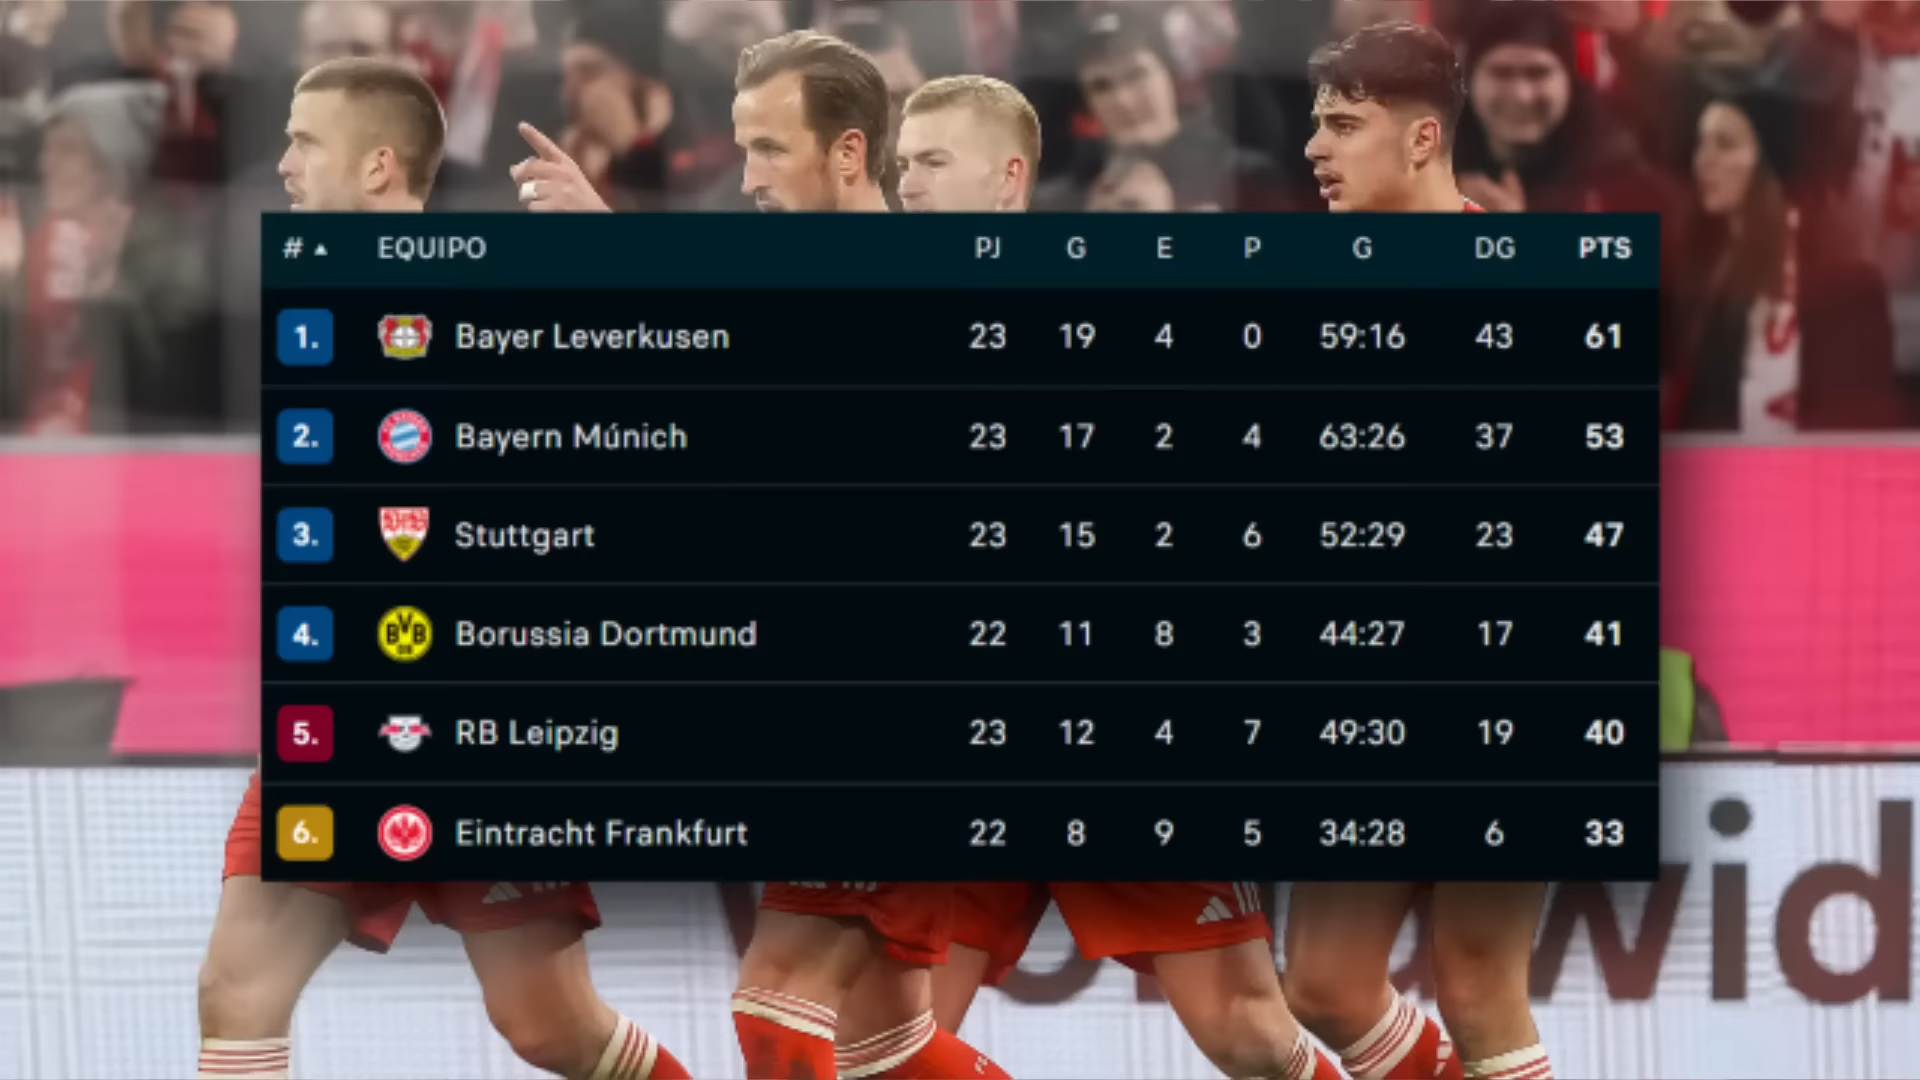 # ▲ EQUIPO PJ G E P G DG PTS
1. Bayer Leverkusen 23 19 4 0 59:16 43 61
2. Bayern Múnich 23 17 2 4 63:26 37 53
3. Stuttgart 23 15 2 6 52:29 23 47
4. BVB 09 Borussia Dortmund 22 11 8 3 44:27 17 41
5. RB Leipzig 23 12 4 7 49:30 19 40
6. Eintracht Frankfurt 22 8 9 5 34:28 6 33
wid